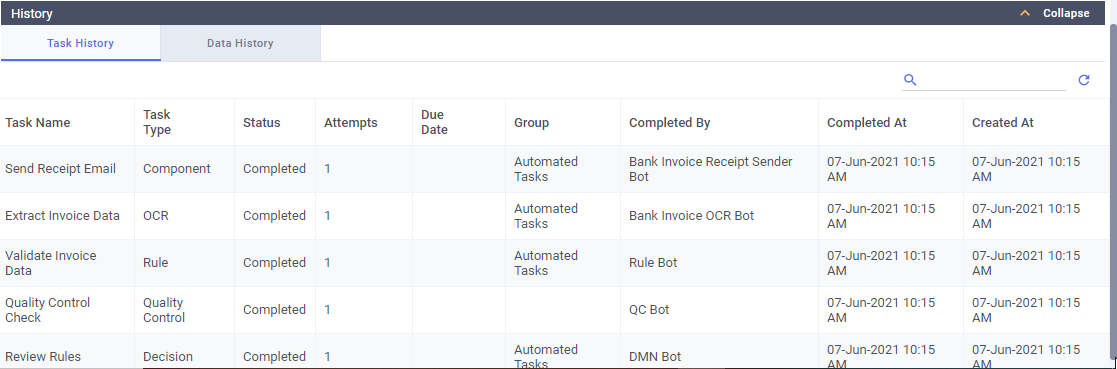 History
Collapse
Task History
Data History
Task Name
Task
Type
Status
Attempts
Due
Date
Group
Completed By
Completed At
Created At
Send Receipt Email
Component
Completed
1
Automated
Tasks
Bank Invoice Receipt Sender
Bot
07-Jun-2021 10:15
AM
07-Jun-2021 10:15
AM
Extract Invoice Data
OCR
Completed
1
Automated
Tasks
Bank Invoice OCR Bot
07-Jun-2021 10:15
AM
07-Jun-2021 10:15
AM
Validate Invoice
Data
Rule
Completed
1
Automated
Tasks
Rule Bot
07-Jun-2021 10:15
AM
07-Jun-2021 10:15
AM
Quality Control
Check
Quality
Control
Completed
1
QC Bot
07-Jun-2021 10:15
AM
07-Jun-2021 10:15
AM
Review Rules
Decision
Completed
1
Automated
Tasks
DMN Bot
07-Jun-2021 10:15
AM
07-Jun-2021 10:15
AM